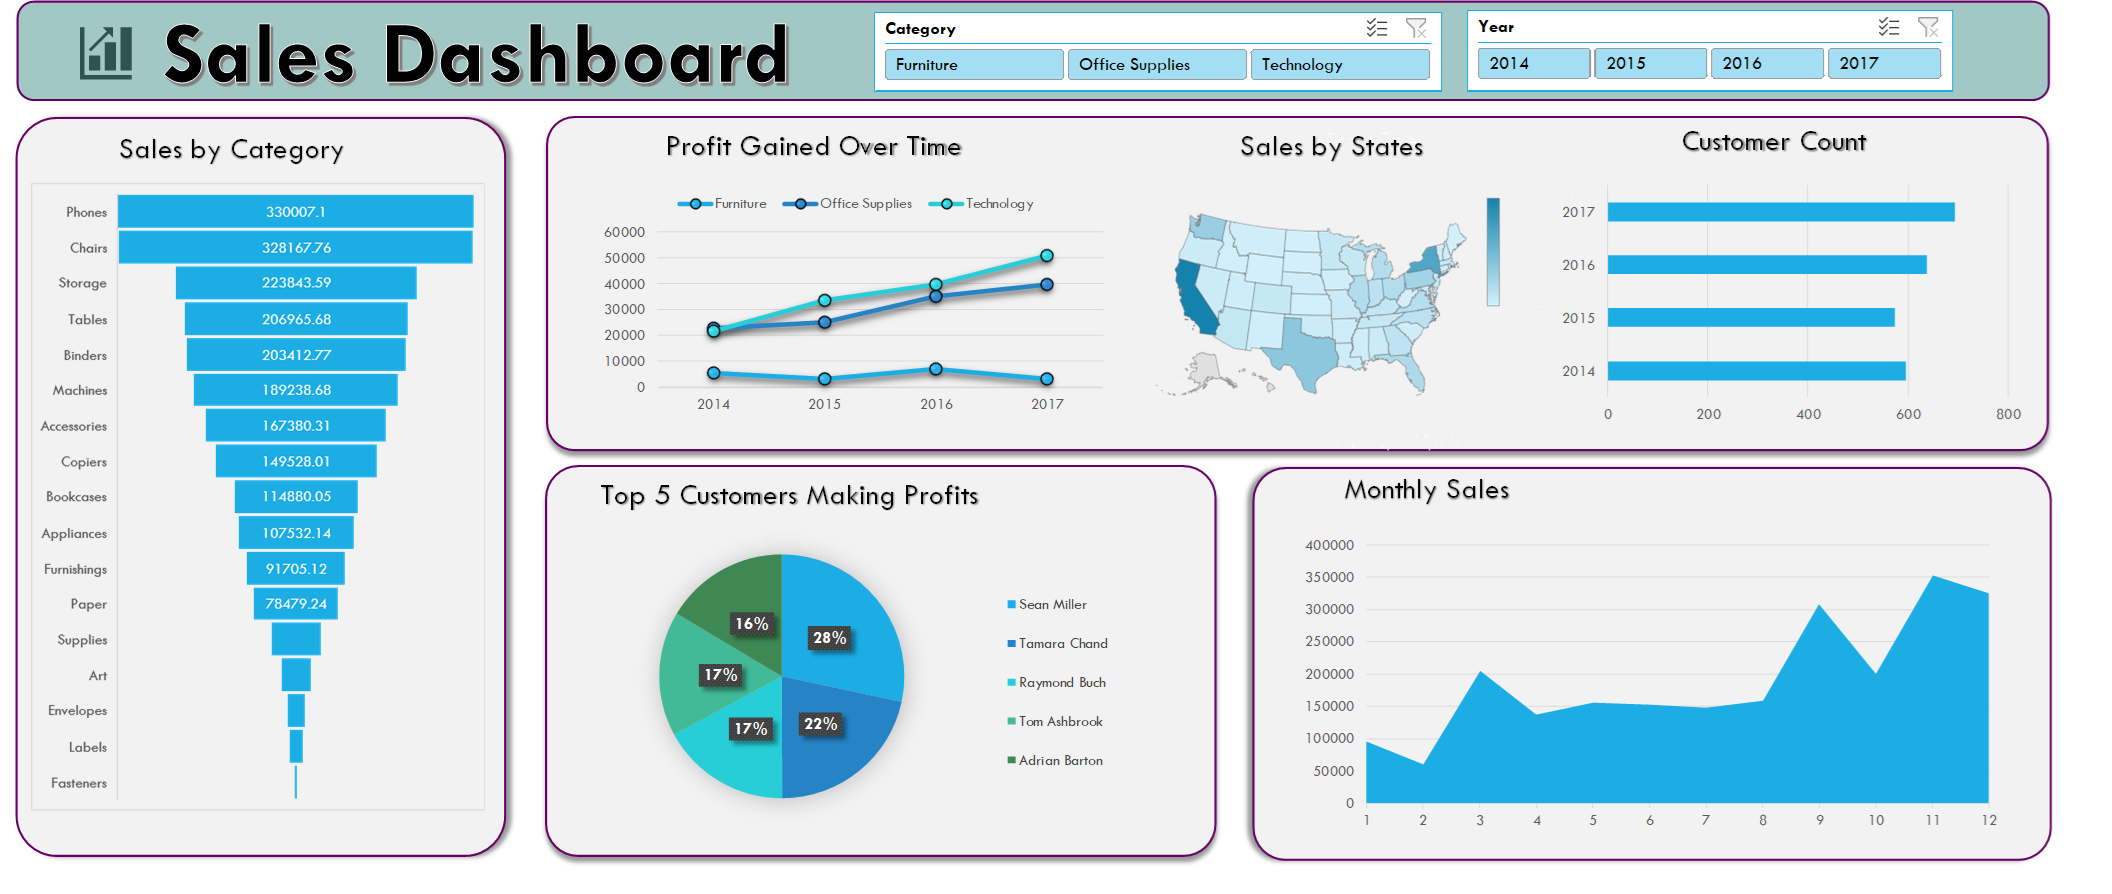 Sales Dashboard
Category
Furniture
Office Supplies
Technology
Year
2014
2015
2016
2017
Sales by Category
Phones 330007.1
Chairs 328167.76
Storage 223843.59
Tables 206965.68
Binders 203412.77
Machines 189238.68
Accessories 167380.31
Copiers 149528.01
Bookcases 114880.05
Appliances 107532.14
Furnishings 91705.12
Paper 78479.24
Supplies
Art
Envelopes
Labels
Fasteners
Profit Gained Over Time
Furniture Office Supplies Technology
60000
50000
40000
30000
20000
10000
0
2014 2015 2016 2017
Sales by States
Customer Count
2017
2016
2015
2014
0 200 400 600 800
Top 5 Customers Making Profits
28%
22%
17%
17%
16%
Sean Miller
Tamara Chand
Raymond Buch
Tom Ashbrook
Adrian Barton
Monthly Sales
400000
350000
300000
250000
200000
150000
100000
50000
0
1 2 3 4 5 6 7 8 9 10 11 12